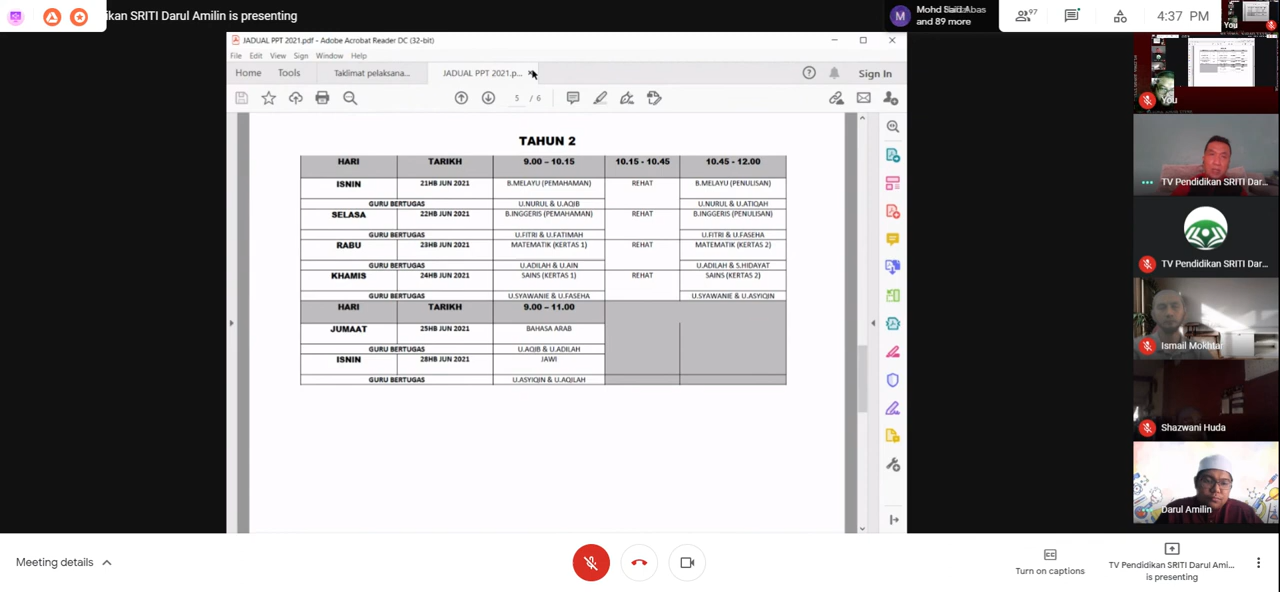 dikan SRITI Darul Amilin is presenting
M
and 89 more
97
4:37 PM
You
JADUAL PPT 2021.pdf - Adobe Acrobat Reader DC (32-bit)
File Edit View Sign Window Help
Home Tools Taklimat pelaksana... JADUAL PPT 2021.p... Sign In
5 / 6
TAHUN 2
HARI TARIKH 9.00 – 10.15 10.15 - 10.45 10.45 - 12.00
ISNIN 21HB JUN 2021 B.MELAYU (PEMAHAMAN) REHAT B.MELAYU (PENULISAN)
GURU BERTUGAS U.NURUL & U.AQIB U.NURUL & U.ATIQAH
SELASA 22HB JUN 2021 B.INGGERIS (PEMAHAMAN) REHAT B.INGGERIS (PENULISAN)
GURU BERTUGAS U.FITRI & U.FATIMAH U.FITRI & U.FASEHA
RABU 23HB JUN 2021 MATEMATIK (KERTAS 1) REHAT MATEMATIK (KERTAS 2)
GURU BERTUGAS U.ADILAH & U.AIN U.ADILAH & S.HIDAYAT
KHAMIS 24HB JUN 2021 SAINS (KERTAS 1) REHAT SAINS (KERTAS 2)
GURU BERTUGAS U.SYAWANIE & U.FASEHA U.SYAWANIE & U.ASYIQIN
HARI TARIKH 9.00 – 11.00
JUMAAT 25HB JUN 2021 BAHASA ARAB
GURU BERTUGAS U.AQIB & U.ADILAH
ISNIN 28HB JUN 2021 JAWI
GURU BERTUGAS U.ASYIQIN & U.AQILAH
You
TV Pendidikan SRITI Dar...
TV Pendidikan SRITI Dar...
Ismail Mokhtar
Shazwani Huda
Darul Amilin
Meeting details
CC
Turn on captions
TV Pendidikan SRITI Darul Ami...
is presenting